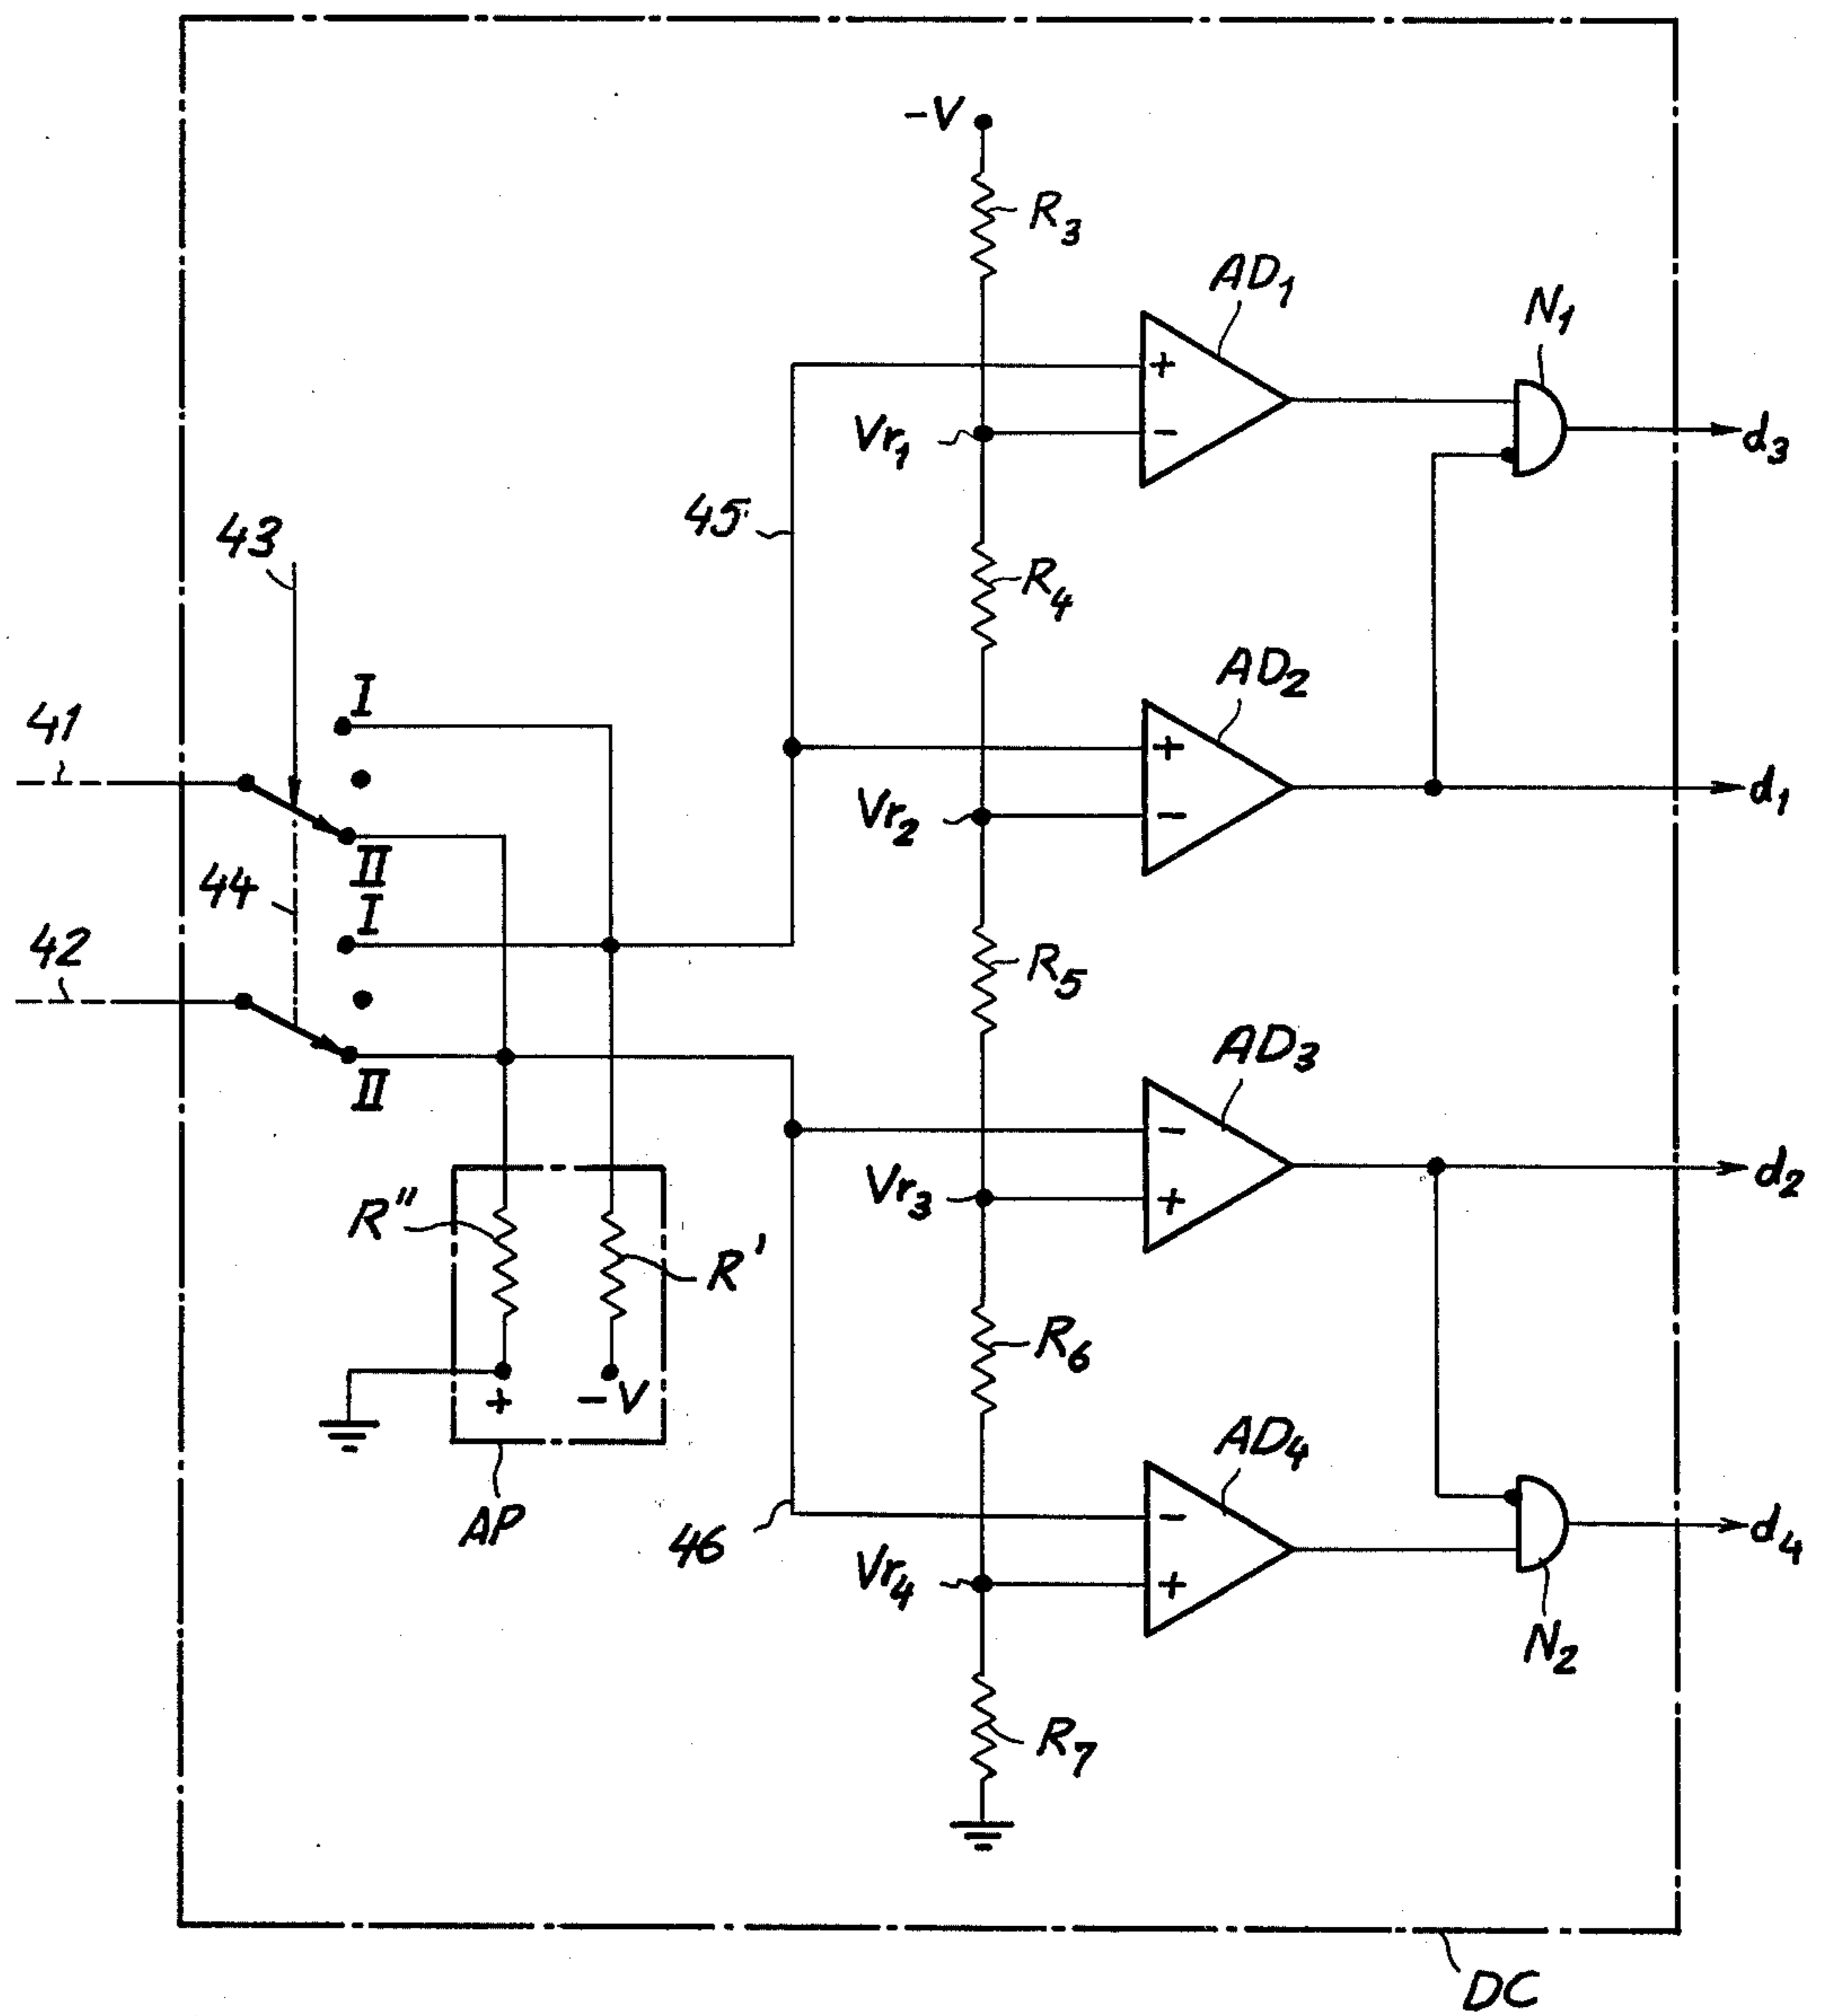 -V
R3
AD1
N1
+
Vr1
-
d3
45
43
R4
I
AD2
41
+
d1
Vr2
-
II
44
I
42
R5
AD3
II
-
d2
Vr3
+
R"
R'
R6
+
-V
AD4
AP
46
-
d4
Vr4
+
N2
R7
DC